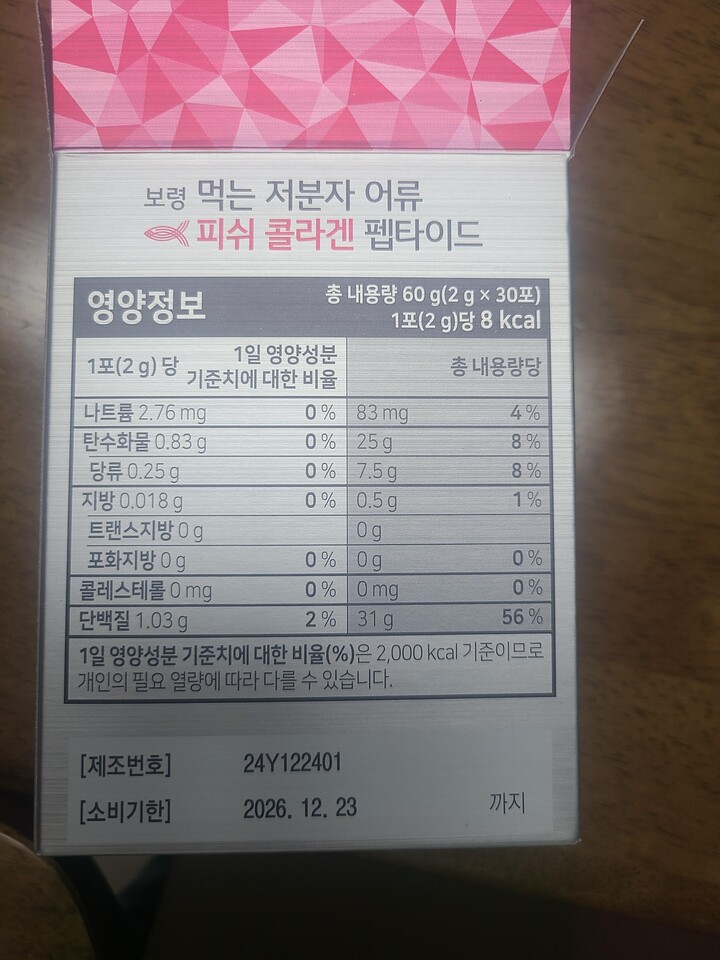 보령 먹는 저분자 어류
피쉬 콜라겐 펩타이드
영양정보
총 내용량 60 g(2 g × 30포)
1포(2 g)당 8 kcal
1포(2 g) 당 1일 영양성분 기준치에 대한 비율 총 내용량당
나트륨 2.76 mg 0 % 83 mg 4 %
탄수화물 0.83 g 0 % 25 g 8 %
당류 0.25 g 0 % 7.5 g 8 %
지방 0.018 g 0 % 0.5 g 1 %
트랜스지방 0 g 0 g
포화지방 0 g 0 % 0 g 0 %
콜레스테롤 0 mg 0 % 0 mg 0 %
단백질 1.03 g 2 % 31 g 56 %
1일 영양성분 기준치에 대한 비율(%)은 2,000 kcal 기준이므로
개인의 필요 열량에 따라 다를 수 있습니다.
[제조번호] 24Y122401
[소비기한] 2026. 12. 23 까지